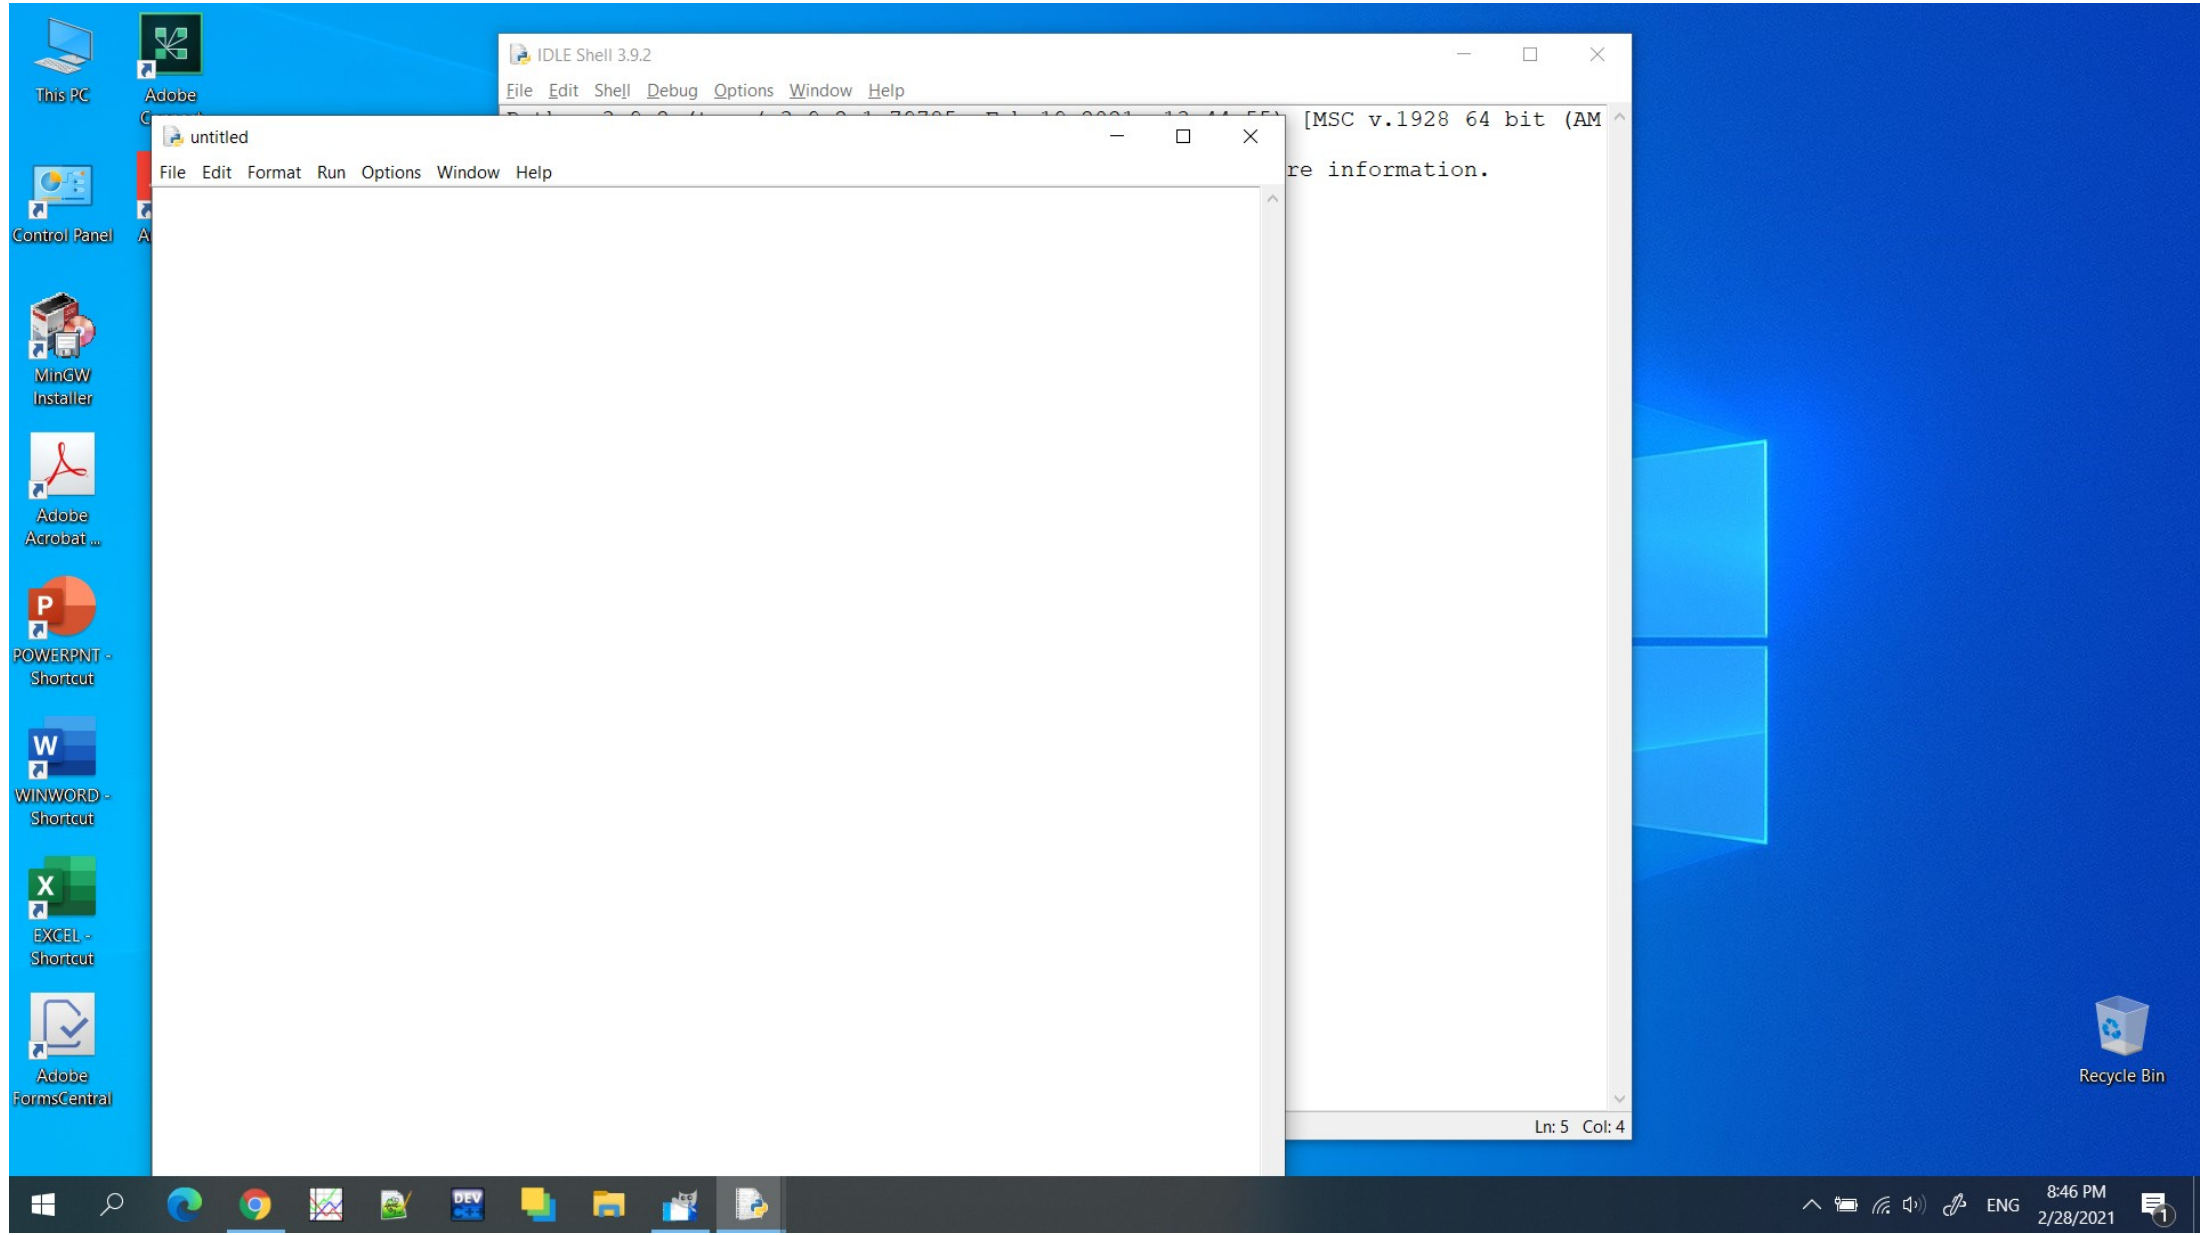 This PC
Adobe
Control Panel
MinGW
Installer
Adobe
Acrobat ...
POWERPNT -
Shortcut
WINWORD -
Shortcut
EXCEL -
Shortcut
Adobe
FormsCentral
IDLE Shell 3.9.2
File Edit Shell Debug Options Window Help
[MSC v.1928 64 bit (AM
information.
untitled
File Edit Format Run Options Window Help
Ln: 5 Col: 4
Recycle Bin
DEV
C++
ENG
8:46 PM
2/28/2021
1